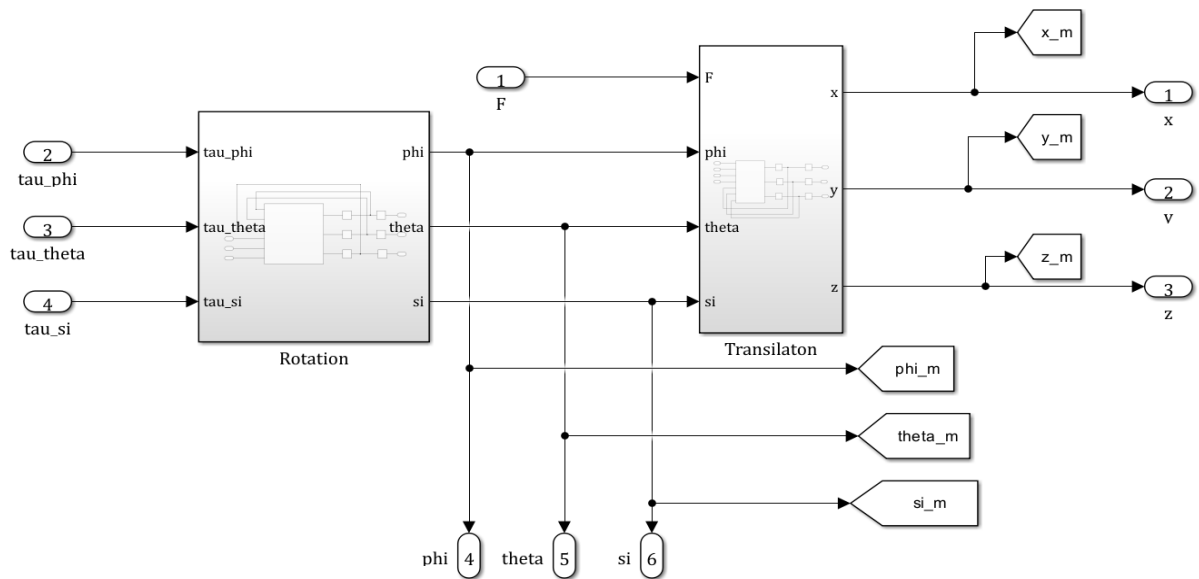 x_m
1
F
F
x
1
x
y_m
2
tau_phi
tau_phi
phi
phi
y
2
v
3
tau_theta
tau_theta
theta
theta
z_m
4
tau_si
tau_si
si
si
z
3
z
Rotation
Transilaton
phi_m
theta_m
si_m
phi 4
theta 5
si 6